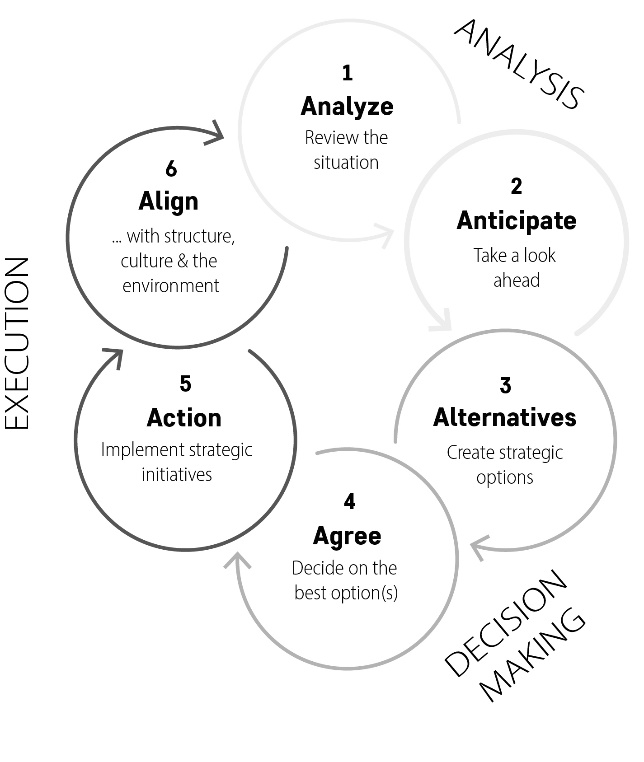 ANALYSIS
1
Analyze
Review the
situation
2
Anticipate
Take a look
ahead
3
Alternatives
Create strategic
options
DECISION
MAKING
4
Agree
Decide on the
best option(s)
5
Action
Implement strategic
initiatives
EXECUTION
6
Align
... with structure,
culture & the
environment